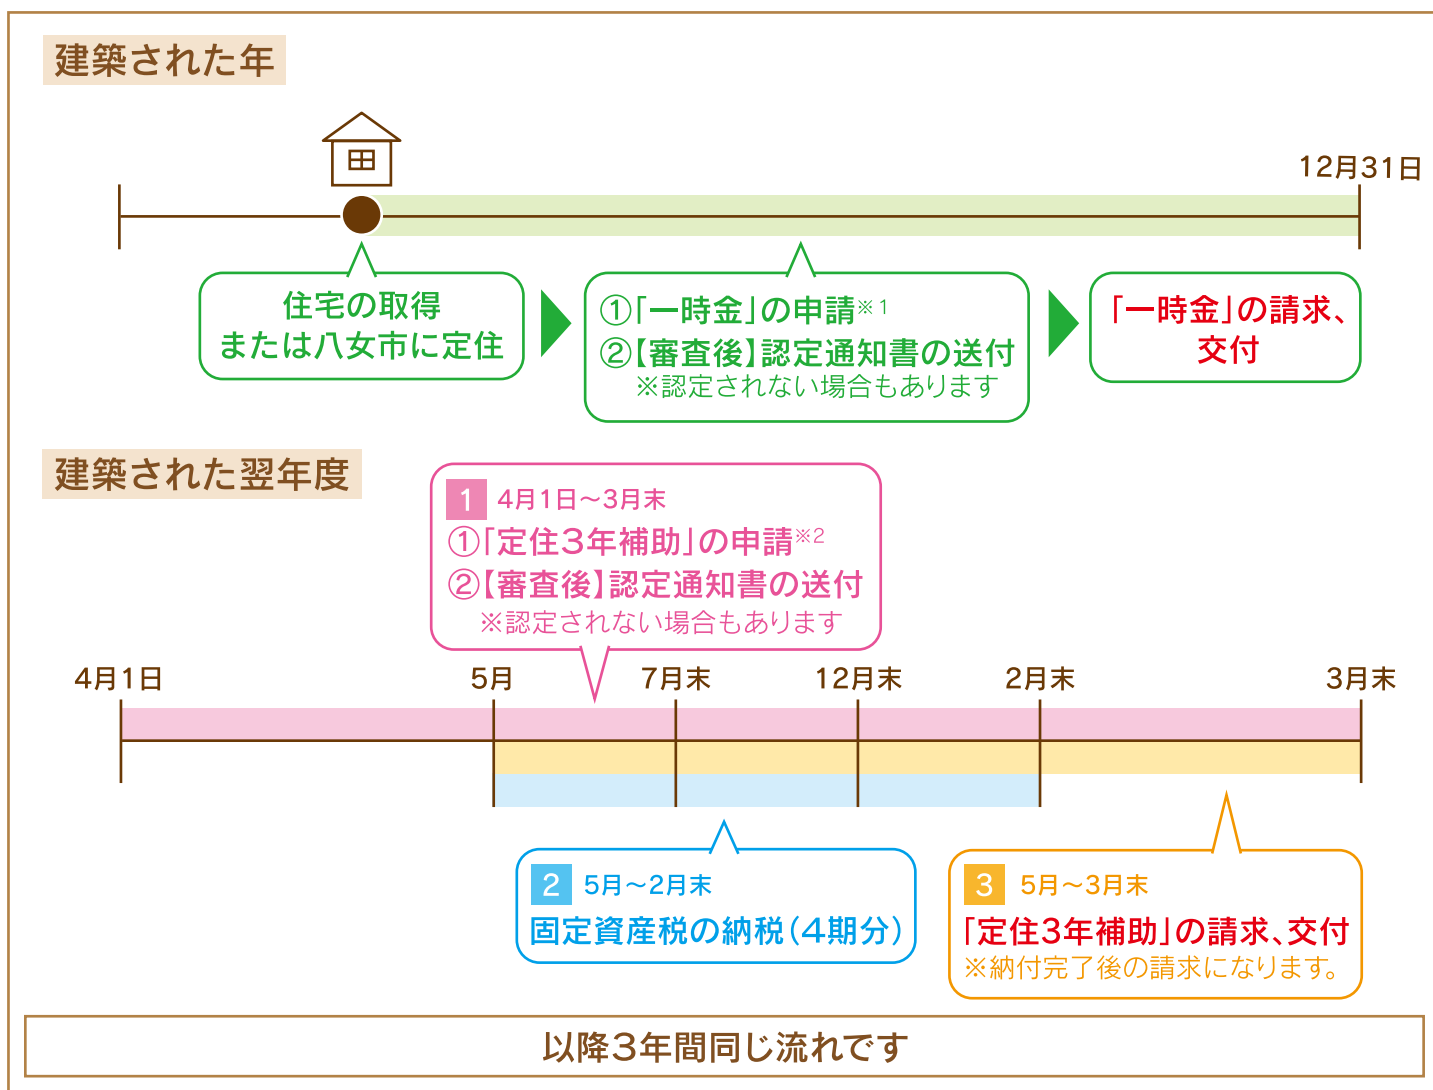 建築された年
12月31日
住宅の取得
または八女市に定住
①「一時金」の申請※1
②【審査後】認定通知書の送付
※認定されない場合もあります
「一時金」の請求、
交付
建築された翌年度
1 4月1日〜3月末
①「定住3年補助」の申請※2
②【審査後】認定通知書の送付
※認定されない場合もあります
4月1日 5月 7月末 12月末 2月末 3月末
2 5月〜2月末
固定資産税の納税(4期分)
3 5月〜3月末
「定住3年補助」の請求、交付
※納付完了後の請求になります。
以降3年間同じ流れです